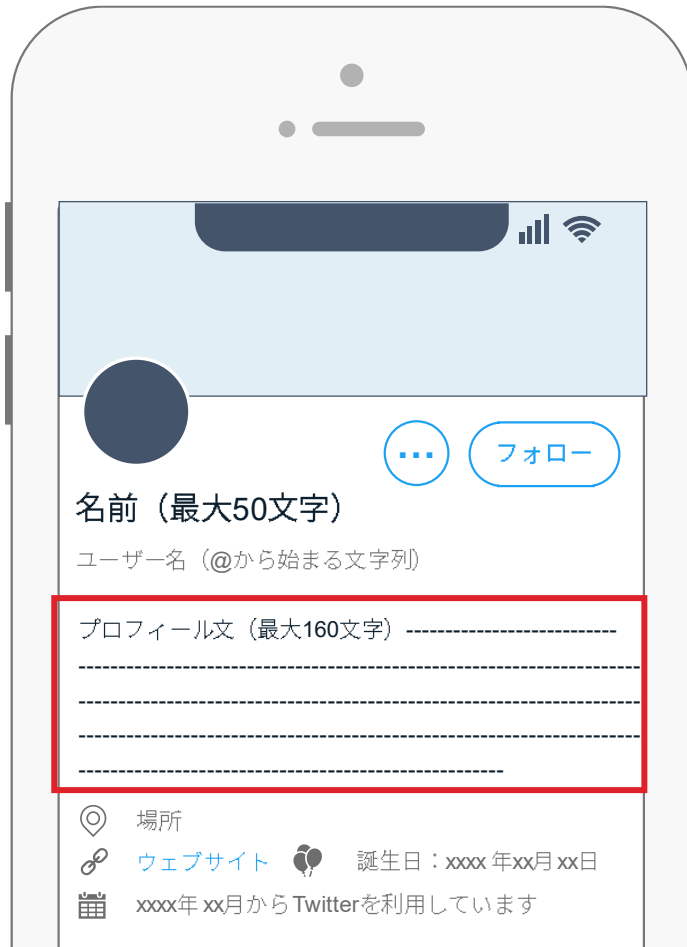 フォロー
名前（最大50文字）
ユーザー名（@から始まる文字列）
プロフィール文（最大160文字）---------------------------
------------------------------------------------------------------------
------------------------------------------------------------------------
------------------------------------------------------------------------
------------------------------------------------------
場所
ウェブサイト 誕生日：xxxx 年xx月 xx日
xxxx年 xx月からTwitterを利用しています